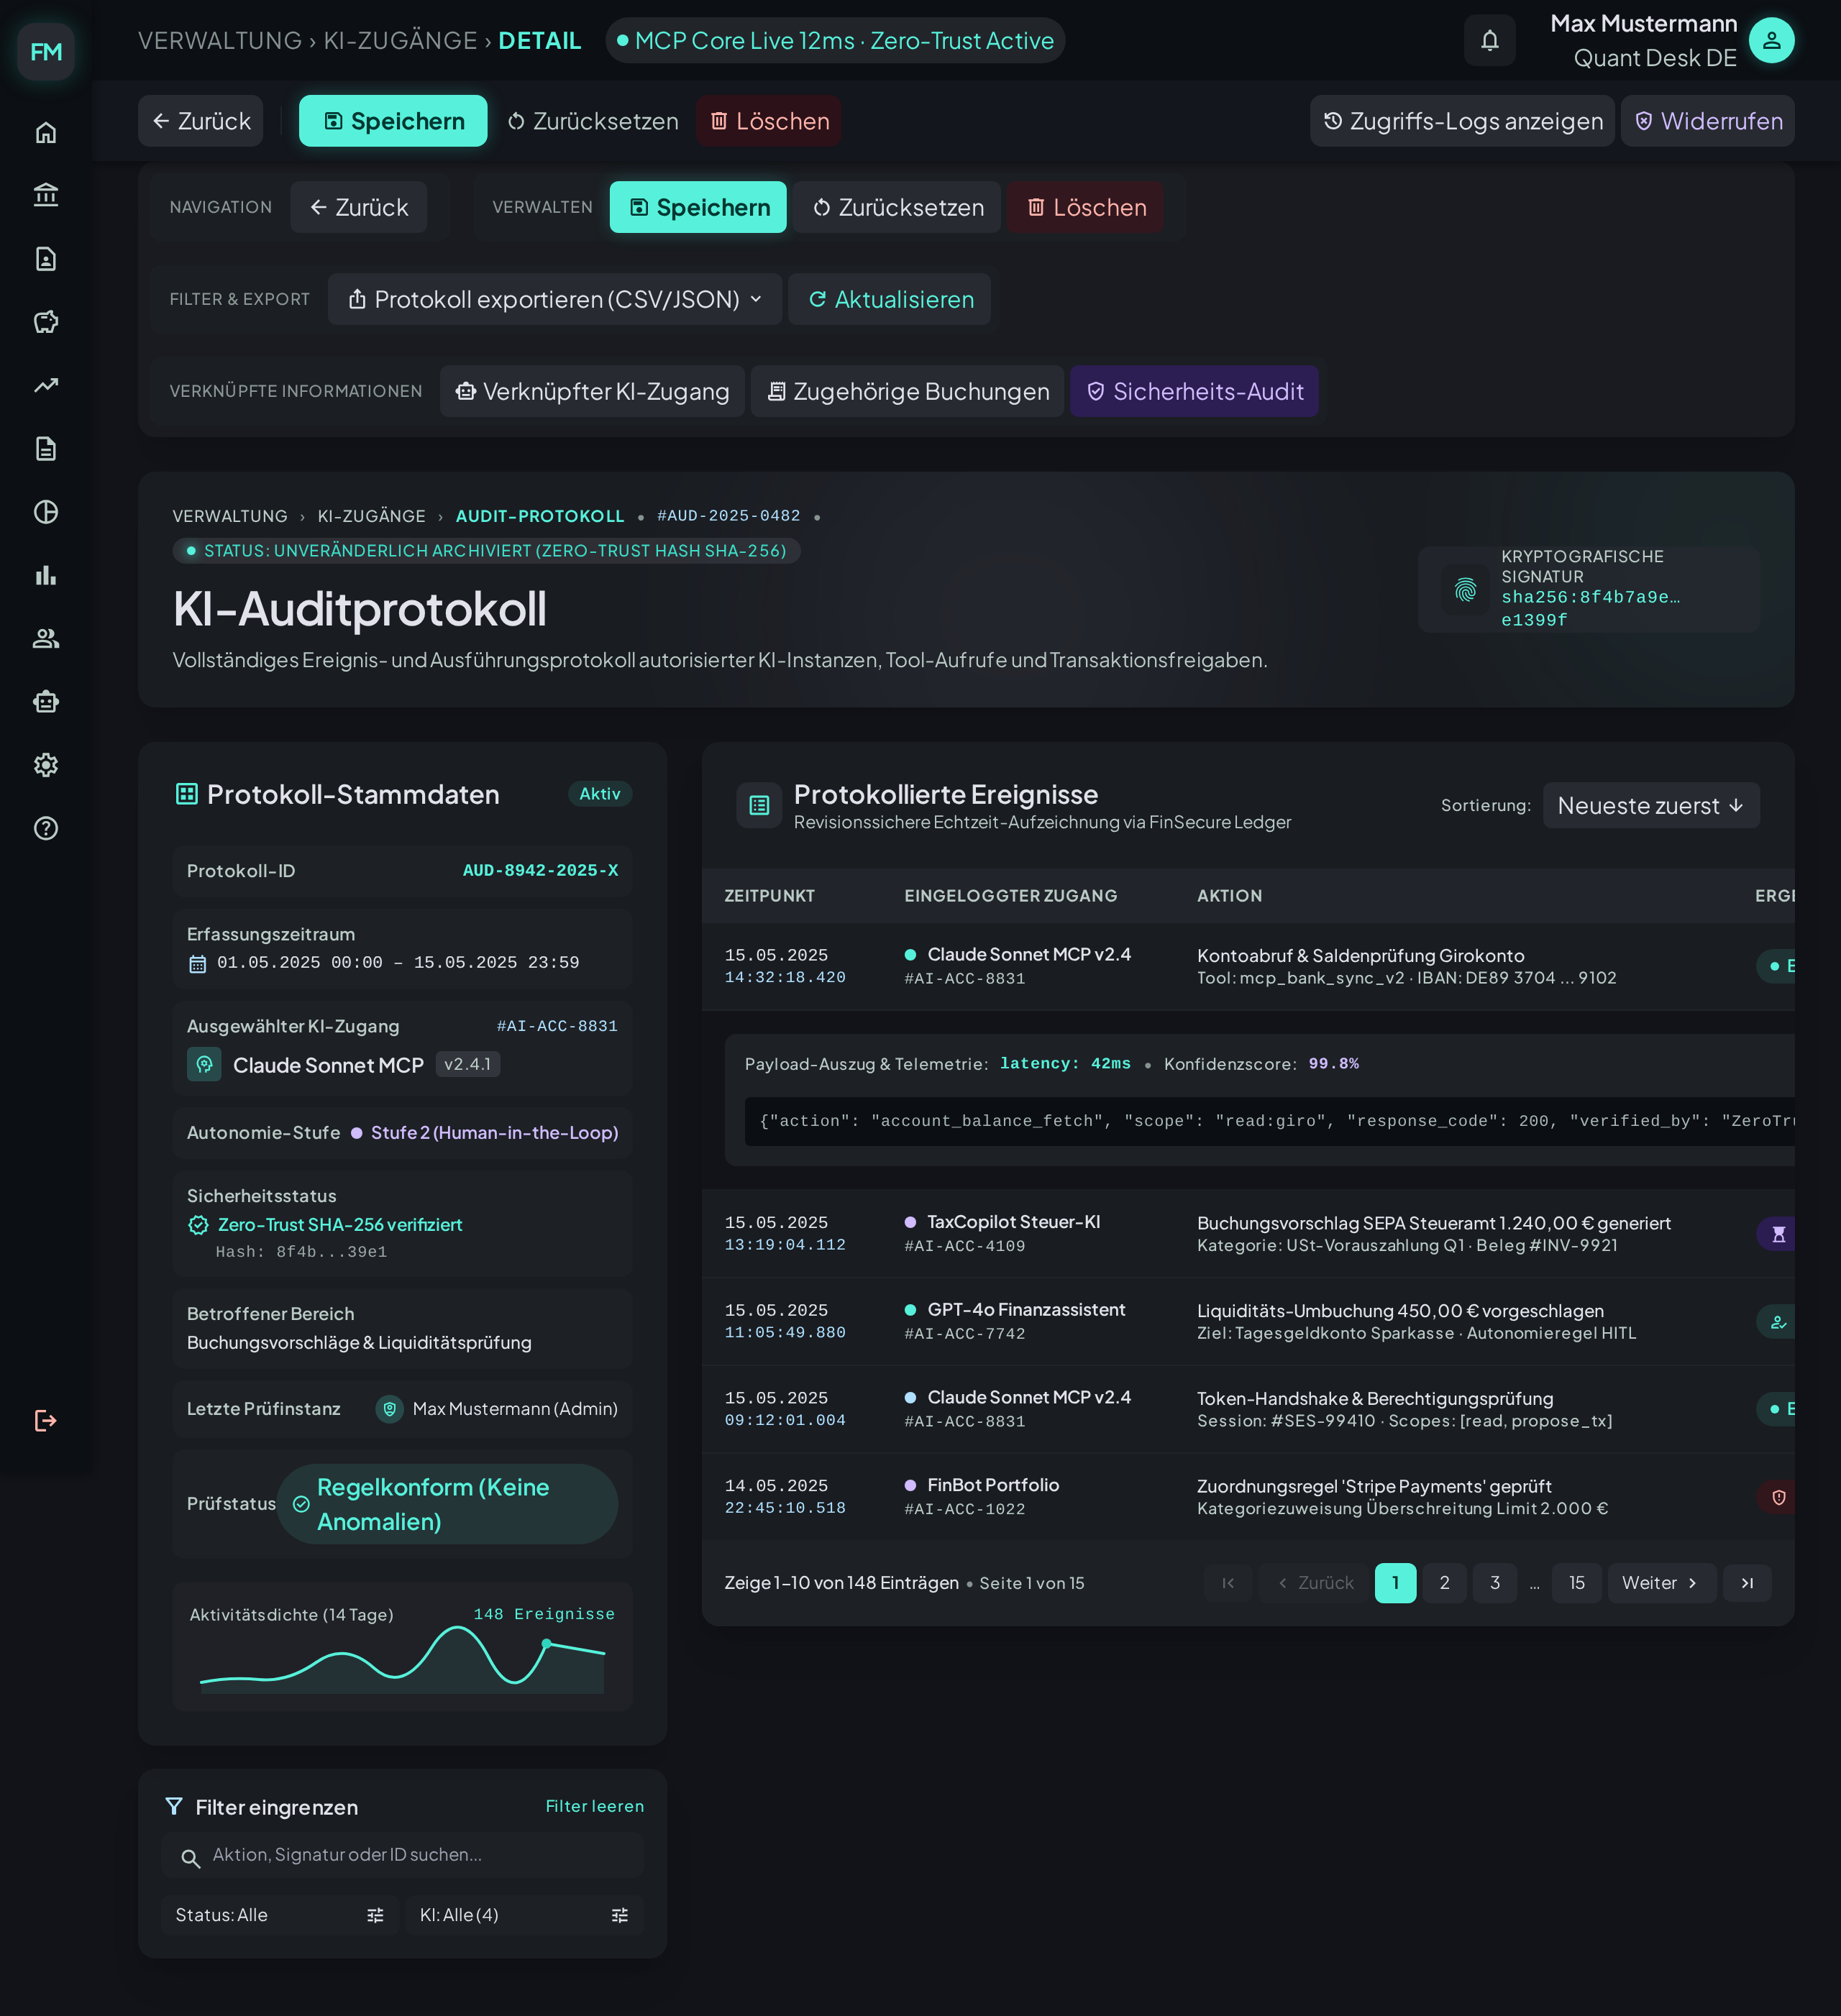 FM
VERWALTUNG › KI-ZUGÄNGE › DETAIL
MCP Core Live 12ms · Zero-Trust Active
Max Mustermann
Quant Desk DE
Zurück
Speichern
Zurücksetzen
Löschen
Zugriffs-Logs anzeigen
Widerrufen
NAVIGATION
Zurück
VERWALTEN
Speichern
Zurücksetzen
Löschen
FILTER & EXPORT
Protokoll exportieren (CSV/JSON)
Aktualisieren
VERKNÜPFTE INFORMATIONEN
Verknüpfter KI-Zugang
Zugehörige Buchungen
Sicherheits-Audit
VERWALTUNG › KI-ZUGÄNGE › AUDIT-PROTOKOLL • #AUD-2025-0482 •
STATUS: UNVERÄNDERLICH ARCHIVIERT (ZERO-TRUST HASH SHA-256)
KI-Auditprotokoll
Vollständiges Ereignis- und Ausführungsprotokoll autorisierter KI-Instanzen, Tool-Aufrufe und Transaktionsfreigaben.
KRYPTOGRAFISCHE
SIGNATUR
sha256:8f4b7a9e…
e1399f
Protokoll-Stammdaten
Aktiv
Protokoll-ID
AUD-8942-2025-X
Erfassungszeitraum
01.05.2025 00:00 – 15.05.2025 23:59
Ausgewählter KI-Zugang
#AI-ACC-8831
Claude Sonnet MCP
v2.4.1
Autonomie-Stufe
Stufe 2 (Human-in-the-Loop)
Sicherheitsstatus
Zero-Trust SHA-256 verifiziert
Hash: 8f4b...39e1
Betroffener Bereich
Buchungsvorschläge & Liquiditätsprüfung
Letzte Prüfinstanz
Max Mustermann (Admin)
Prüfstatus
Regelkonform (Keine
Anomalien)
Aktivitätsdichte (14 Tage)
148 Ereignisse
Filter eingrenzen
Filter leeren
Aktion, Signatur oder ID suchen...
Status: Alle
KI: Alle (4)
Protokollierte Ereignisse
Revisionssichere Echtzeit-Aufzeichnung via FinSecure Ledger
Sortierung:
Neueste zuerst
ZEITPUNKT
EINGELOGGTER ZUGANG
AKTION
ERGE
15.05.2025
14:32:18.420
Claude Sonnet MCP v2.4
#AI-ACC-8831
Kontoabruf & Saldenprüfung Girokonto
Tool: mcp_bank_sync_v2 · IBAN: DE89 3704 ... 9102
Payload-Auszug & Telemetrie: latency: 42ms • Konfidenzscore: 99.8%
{"action": "account_balance_fetch", "scope": "read:giro", "response_code": 200, "verified_by": "ZeroTru
15.05.2025
13:19:04.112
TaxCopilot Steuer-KI
#AI-ACC-4109
Buchungsvorschlag SEPA Steueramt 1.240,00 € generiert
Kategorie: USt-Vorauszahlung Q1 · Beleg #INV-9921
15.05.2025
11:05:49.880
GPT-4o Finanzassistent
#AI-ACC-7742
Liquiditäts-Umbuchung 450,00 € vorgeschlagen
Ziel: Tagesgeldkonto Sparkasse · Autonomieregel HITL
15.05.2025
09:12:01.004
Claude Sonnet MCP v2.4
#AI-ACC-8831
Token-Handshake & Berechtigungsprüfung
Session: #SES-99410 · Scopes: [read, propose_tx]
14.05.2025
22:45:10.518
FinBot Portfolio
#AI-ACC-1022
Zuordnungsregel 'Stripe Payments' geprüft
Kategoriezuweisung Überschreitung Limit 2.000 €
Zeige 1–10 von 148 Einträgen • Seite 1 von 15
Zurück
1
2
3
...
15
Weiter